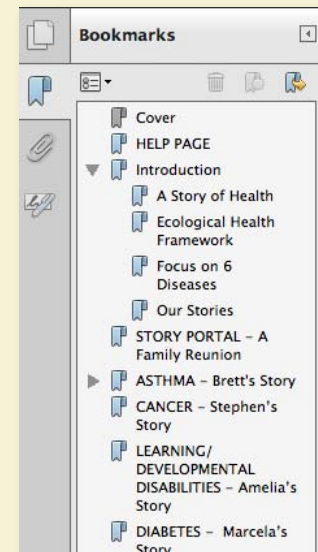 Bookmarks
Cover
HELP PAGE
Introduction
A Story of Health
Ecological Health
Framework
Focus on 6
Diseases
Our Stories
STORY PORTAL – A
Family Reunion
ASTHMA – Brett's Story
CANCER – Stephen's
Story
LEARNING/
DEVELOPMENTAL
DISABILITIES – Amelia's
Story
DIABETES – Marcela's
Story